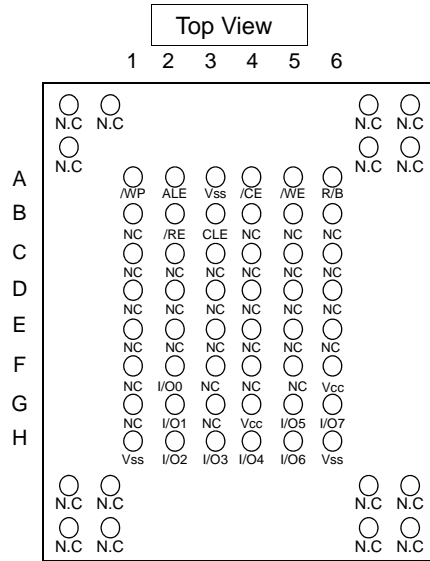 Top View
1 2 3 4 5 6
N.C N.C N.C N.C
N.C N.C N.C
A /WP ALE Vss /CE /WE R/B
B NC /RE CLE NC NC NC
C NC NC NC NC NC NC
D NC NC NC NC NC NC
E NC NC NC NC NC NC
F NC I/O0 NC NC NC Vcc
G NC I/O1 NC Vcc I/O5 I/O7
H Vss I/O2 I/O3 I/O4 I/O6 Vss
N.C N.C N.C N.C
N.C N.C N.C N.C